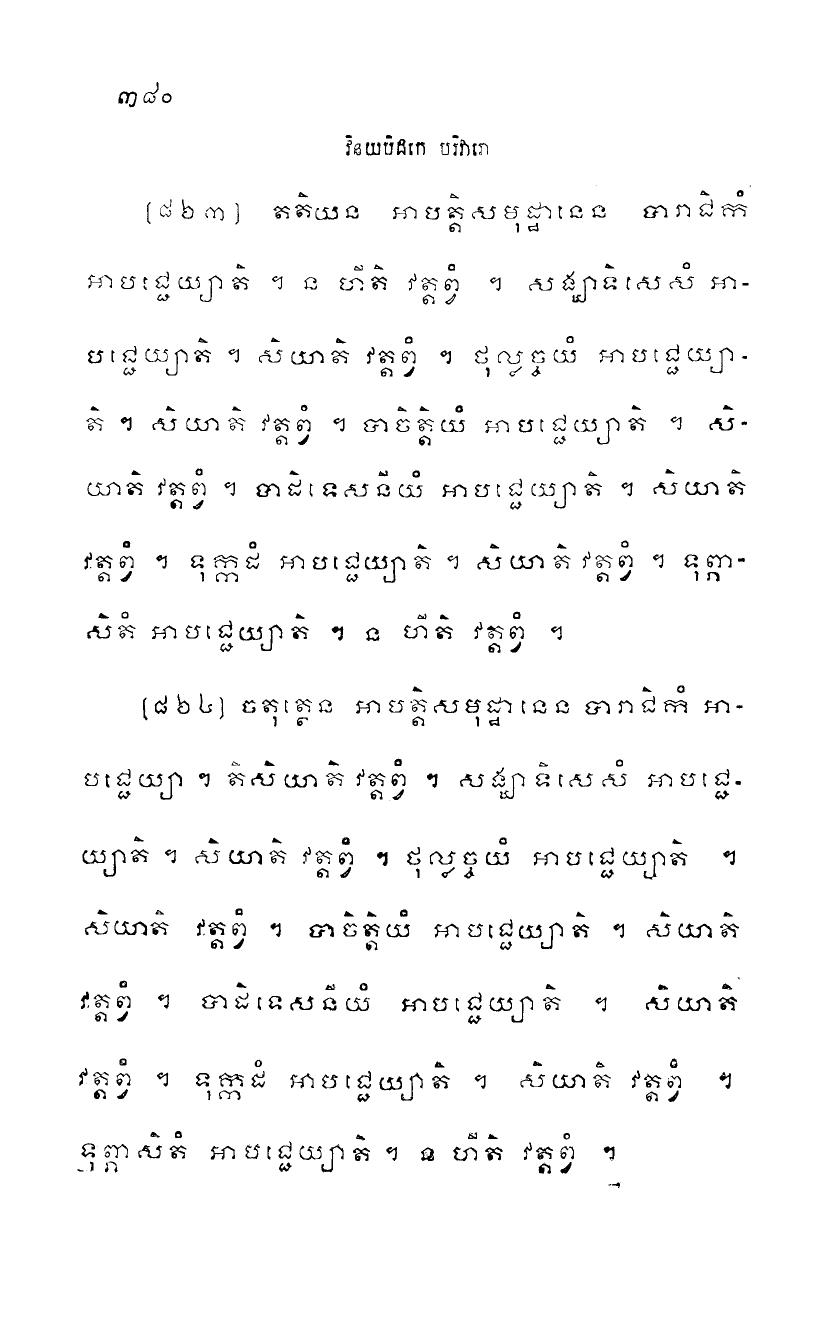 ៣៨០
វិនយបិដកេ បរិវារោ
[៨៦៣] តតិយេន អាបត្តិសមុដ្ឋានេន បារាជិកំ
អាបជ្ជេយ្យាតិ ។ ន ហីតិ វត្តព្វំ ។ សង្ឃាទិសេសំ អា-
បជ្ជេយ្យាតិ ។ សិយាតិ វត្តព្វំ ។ ថុល្លច្ចយំ អាបជ្ជេយ្យា-
តិ ។ សិយាតិ វត្តព្វំ ។ បាចិត្តិយំ អាបជ្ជេយ្យាតិ ។ សិ-
យាតិ វត្តព្វំ ។ បាដិទេសនីយំ អាបជ្ជេយ្យាតិ ។ សិយាតិ
វត្តព្វំ ។ ទុក្កដំ អាបជ្ជេយ្យាតិ ។ សិយាតិ វត្តព្វំ ។ ទុព្ភា-
សិតំ អាបជ្ជេយ្យាតិ ។ ន ហីតិ វត្តព្វំ ។
[៨៦៤] ចតុត្ថេន អាបត្តិសមុដ្ឋានេន បារាជិកំ អា-
បជ្ជេយ្យា ។ តិសិយាតិ វត្តព្វំ ។ សង្ឃាទិសេសំ អាបជ្ជេ-
យ្យាតិ ។ សិយាតិ វត្តព្វំ ។ ថុល្លច្ចយំ អាបជ្ជេយ្យាតិ ។
សិយាតិ វត្តព្វំ ។ បាចិត្តិយំ អាបជ្ជេយ្យាតិ ។ សិយាតិ
វត្តព្វំ ។ បាដិទេសនីយំ អាបជ្ជេយ្យាតិ ។ សិយាតិ
វត្តព្វំ ។ ទុក្កដំ អាបជ្ជេយ្យាតិ ។ សិយាតិ វត្តព្វំ ។
ទុព្ភាសិតំ អាបជ្ជេយ្យាតិ ។ ន ហីតិ វត្តព្វំ ។